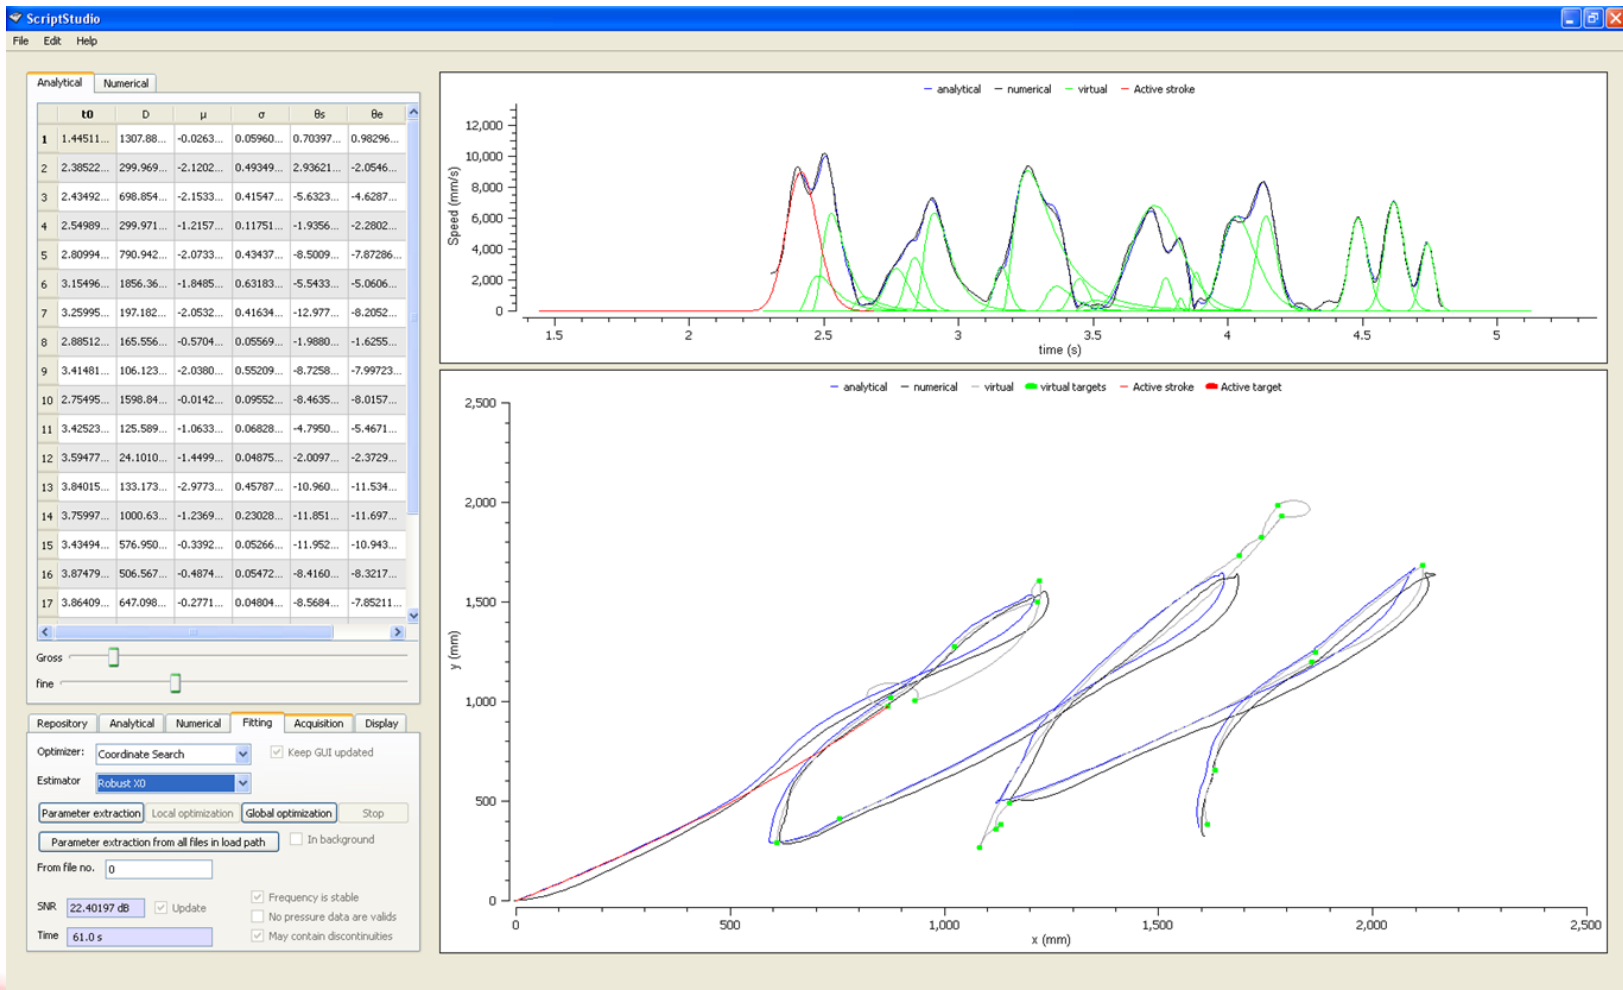 ScriptStudio
File Edit Help
Analytical Numerical
t0 D μ σ θs θe
1 1.44511... 1307.88... -0.0263... 0.05960... 0.70397... 0.98296...
2 2.38522... 299.969... -2.1202... 0.49349... 2.93621... -2.0546...
3 2.43492... 698.854... -2.1533... 0.41547... -5.6323... -4.6287...
4 2.54989... 299.971... -1.2157... 0.11751... -1.9356... -2.2802...
5 2.80994... 790.942... -2.0733... 0.43437... -8.5009... -7.87286...
6 3.15496... 1856.36... -1.8485... 0.63183... -5.5433... -5.0606...
7 3.25995... 197.182... -2.0532... 0.41634... -12.977... -8.2052...
8 2.88512... 165.556... -0.5704... 0.05569... -1.9880... -1.6255...
9 3.41481... 106.123... -2.0380... 0.55209... -8.7258... -7.99723...
10 2.75495... 1598.84... -0.0142... 0.09552... -8.4635... -8.0157...
11 3.42523... 125.589... -1.0633... 0.06828... -4.7950... -5.4671...
12 3.59477... 24.1010... -1.4499... 0.04875... -2.0097... -2.3729...
13 3.84015... 133.173... -2.9773... 0.45787... -10.960... -11.534...
14 3.75997... 1000.63... -1.2369... 0.23028... -11.851... -11.697...
15 3.43494... 576.950... -0.3392... 0.05266... -11.952... -10.943...
16 3.87479... 506.567... -0.4874... 0.05472... -8.4160... -8.3217...
17 3.86409... 647.098... -0.2771... 0.04804... -8.5684... -7.85211...
Gross
fine
Repository Analytical Numerical Fitting Acquisition Display
Optimizer: Coordinate Search Keep GUI updated
Estimator Robust X0
Parameter extraction Local optimization Global optimization Stop
Parameter extraction from all files in load path In background
From file no. 0
SNR 22.40197 dB Update
Time 61.0 s
Frequency is stable
No pressure data are valids
May contain discontinuities
analytical numerical virtual Active stroke
Speed (mm/s)
12,000
10,000
8,000
6,000
4,000
2,000
0
1.5 2 2.5 3 3.5 4 4.5 5
time (s)
analytical numerical virtual virtual targets Active stroke Active target
y (mm)
2,500
2,000
1,500
1,000
500
0
0 500 1,000 1,500 2,000 2,500
x (mm)